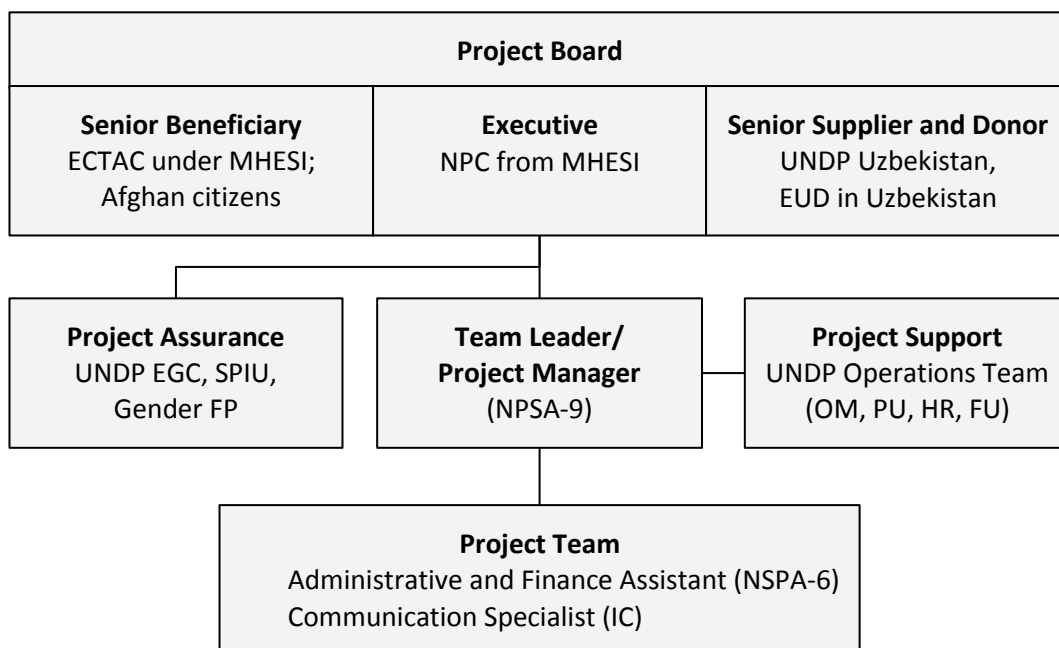 Project Board
Senior Beneficiary
ECTAC under MHESI;
Afghan citizens
Executive
NPC from MHESI
Senior Supplier and Donor
UNDP Uzbekistan,
EUD in Uzbekistan
Project Assurance
UNDP EGC, SPIU,
Gender FP
Team Leader/
Project Manager
(NPSA-9)
Project Support
UNDP Operations Team
(OM, PU, HR, FU)
Project Team
Administrative and Finance Assistant (NSPA-6)
Communication Specialist (IC)